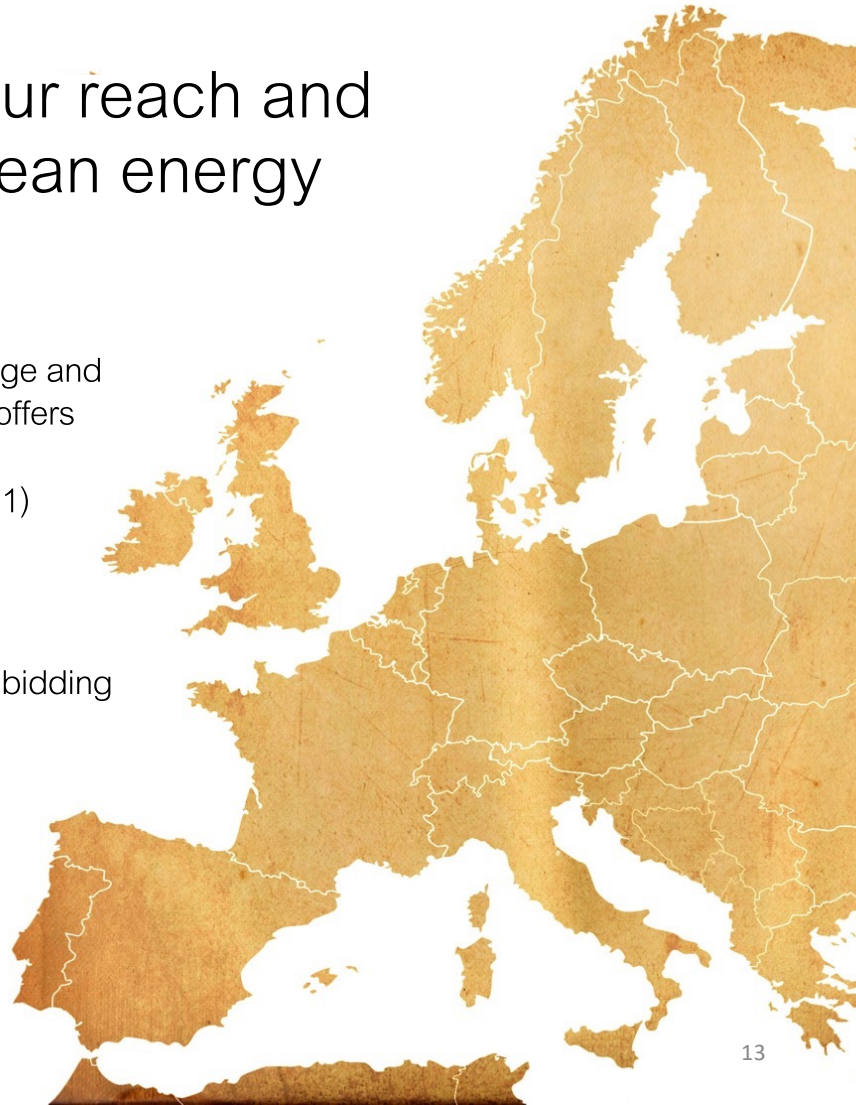 ur reach and
ean energy
ge and
offers
1)
bidding
13